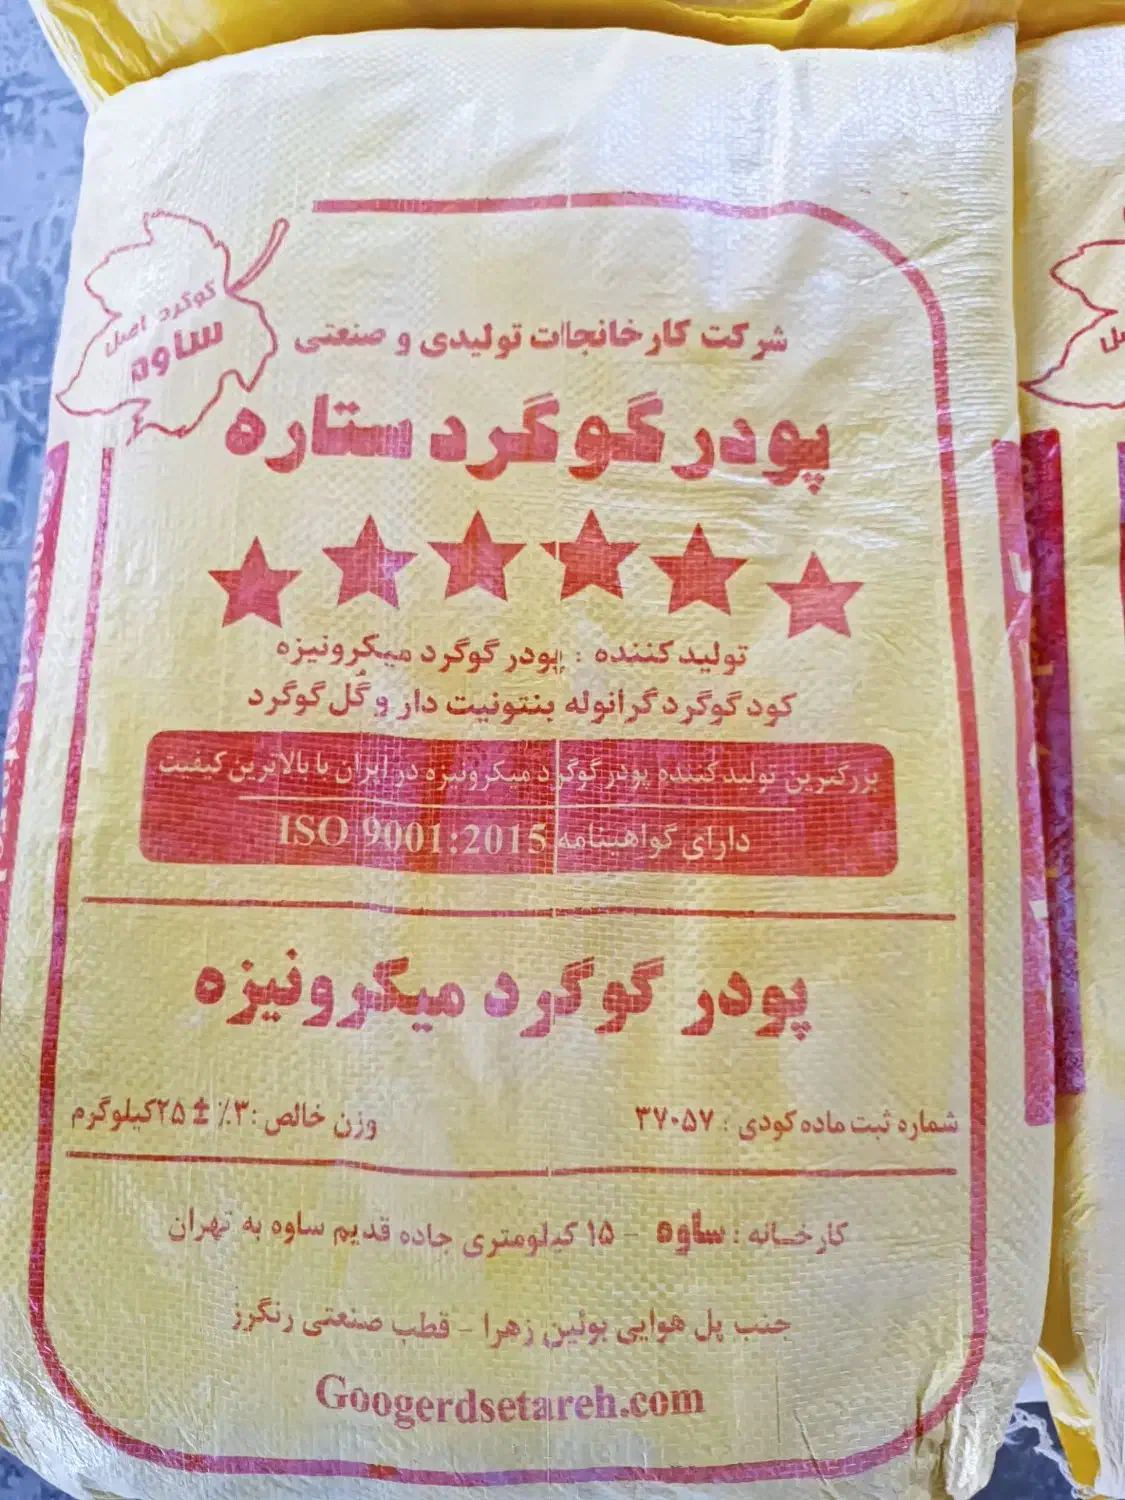 گوگرد اصل
ساوه
شرکت کارخانجات تولیدی و صنعتی
پودر گوگرد ستاره
تولید کننده : پودر گوگرد میکرونیزه
کود گوگرد گرانوله بنتونیت دار و گل گوگرد
بزرگترین تولید کننده پودر گوگرد میکرونیزه در ایران با بالاترین کیفیت
دارای گواهینامه ISO 9001:2015
پودر گوگرد میکرونیزه
شماره ثبت ماده کودی : ۳۷۰۵۷
وزن خالص : ۳٪ ± ۲۵کیلوگرم
کارخانه : ساوه - ۱۵ کیلومتری جاده قدیم ساوه به تهران
جنب پل هوایی بوئین زهرا - قطب صنعتی رنگرز
Googerdsetareh.com